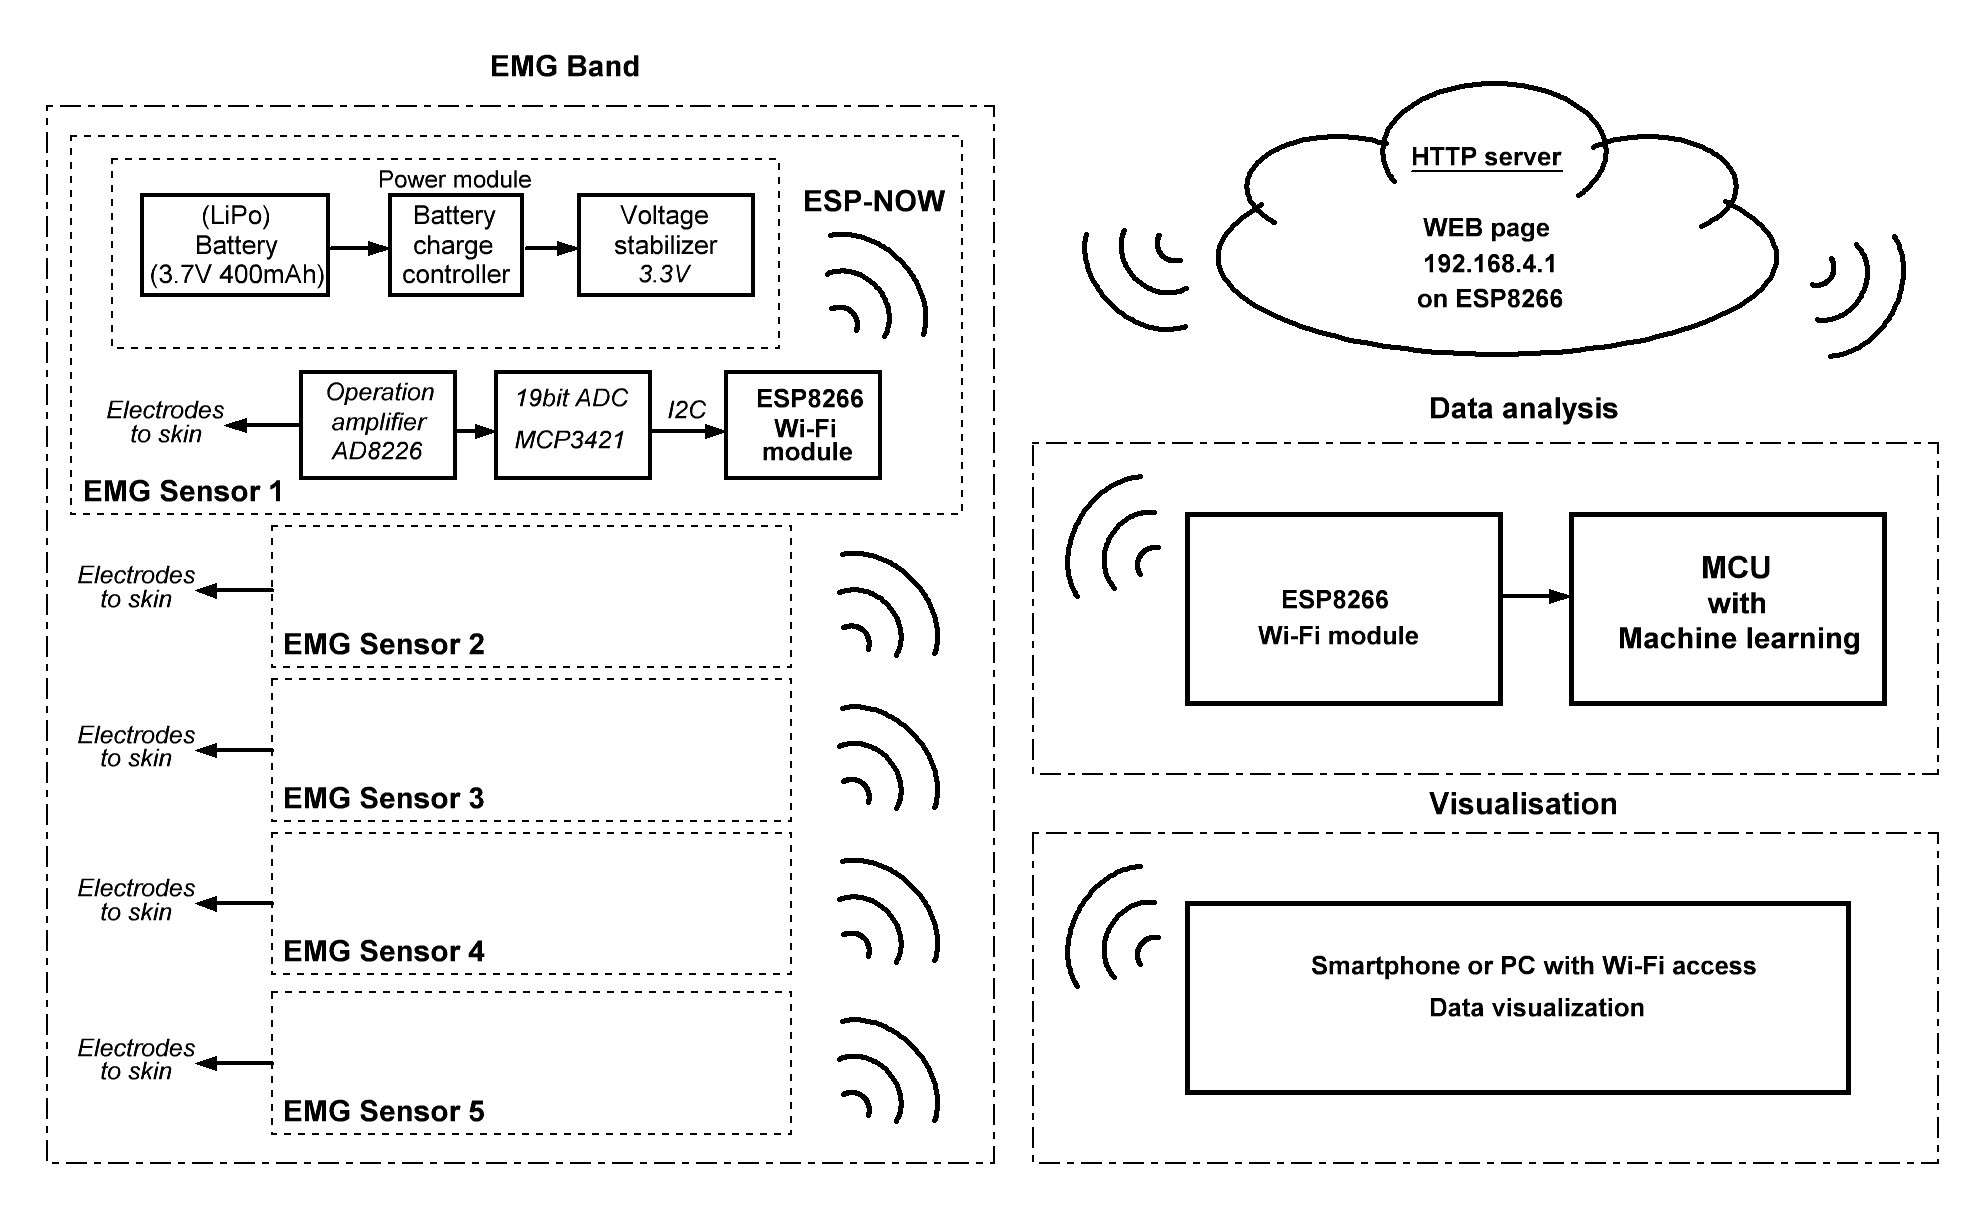 EMG Band
Power module
(LiPo)
Battery
(3.7V 400mAh)
Battery
charge
controller
Voltage
stabilizer
3.3V
ESP-NOW
Electrodes
to skin
Operation
amplifier
AD8226
19bit ADC
MCP3421
I2C
ESP8266
Wi-Fi
module
EMG Sensor 1
Electrodes
to skin
EMG Sensor 2
Electrodes
to skin
EMG Sensor 3
Electrodes
to skin
EMG Sensor 4
Electrodes
to skin
EMG Sensor 5
HTTP server
WEB page
192.168.4.1
on ESP8266
Data analysis
ESP8266
Wi-Fi module
MCU
with
Machine learning
Visualisation
Smartphone or PC with Wi-Fi access
Data visualization